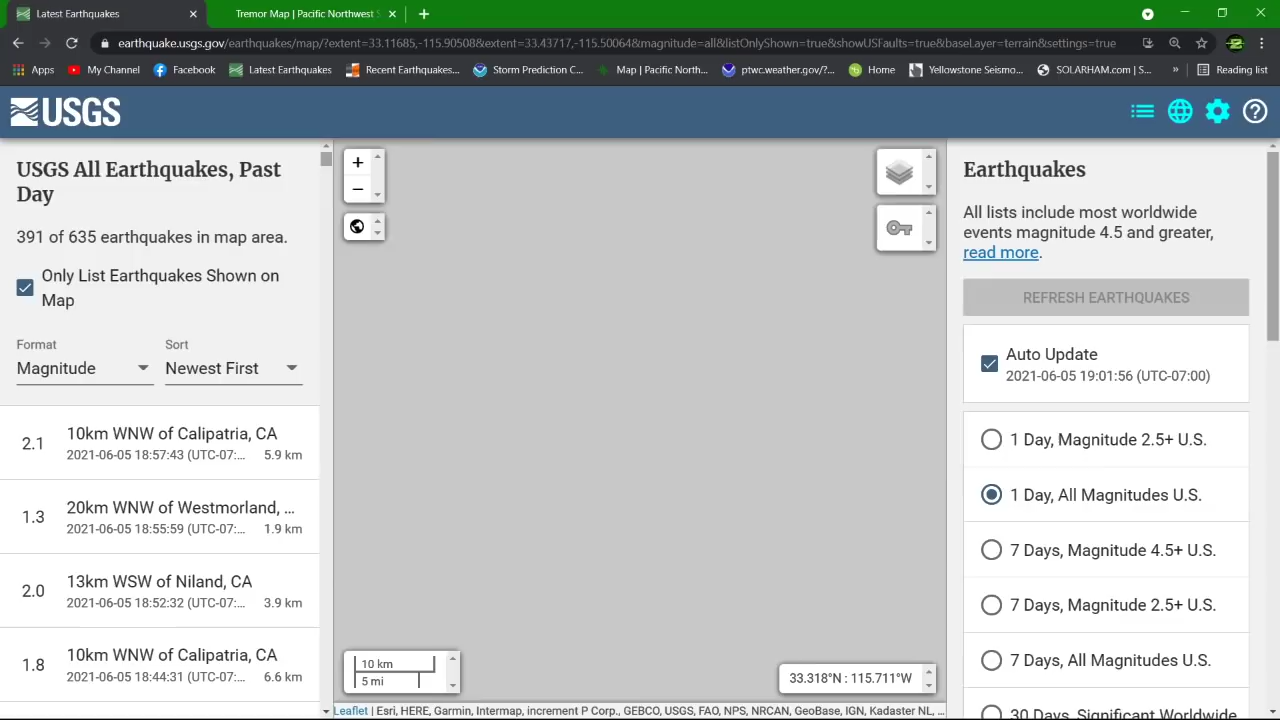 Latest Earthquakes
Tremor Map | Pacific Northwest S
earthquake.usgs.gov/earthquakes/map/?extent=33.11685,-115.90508&extent=33.43717,-115.50064&magnitude=all&listOnlyShown=true&showUSFaults=true&baseLayer=terrain&settings=true
Apps My Channel Facebook Latest Earthquakes Recent Earthquakes... Storm Prediction C... Map | Pacific North... ptwc.weather.gov/?... Home Yellowstone Seismo... SOLARHAM.com | S... » Reading list
USGS
USGS All Earthquakes, Past
Day
391 of 635 earthquakes in map area.
Only List Earthquakes Shown on
Map
Format Sort
Magnitude Newest First
2.1 10km WNW of Calipatria, CA
2021-06-05 18:57:43 (UTC-07:... 5.9 km
1.3 20km WNW of Westmorland, ...
2021-06-05 18:55:59 (UTC-07:... 1.9 km
2.0 13km WSW of Niland, CA
2021-06-05 18:52:32 (UTC-07:... 3.9 km
1.8 10km WNW of Calipatria, CA
2021-06-05 18:44:31 (UTC-07:... 6.6 km
+
−
10 km
5 mi
33.318°N : 115.711°W
Leaflet | Esri, HERE, Garmin, Intermap, increment P Corp., GEBCO, USGS, FAO, NPS, NRCAN, GeoBase, IGN, Kadaster NL, ...
Earthquakes
All lists include most worldwide
events magnitude 4.5 and greater,
read more.
REFRESH EARTHQUAKES
Auto Update
2021-06-05 19:01:56 (UTC-07:00)
1 Day, Magnitude 2.5+ U.S.
1 Day, All Magnitudes U.S.
7 Days, Magnitude 4.5+ U.S.
7 Days, Magnitude 2.5+ U.S.
7 Days, All Magnitudes U.S.
30 Days, Significant Worldwide